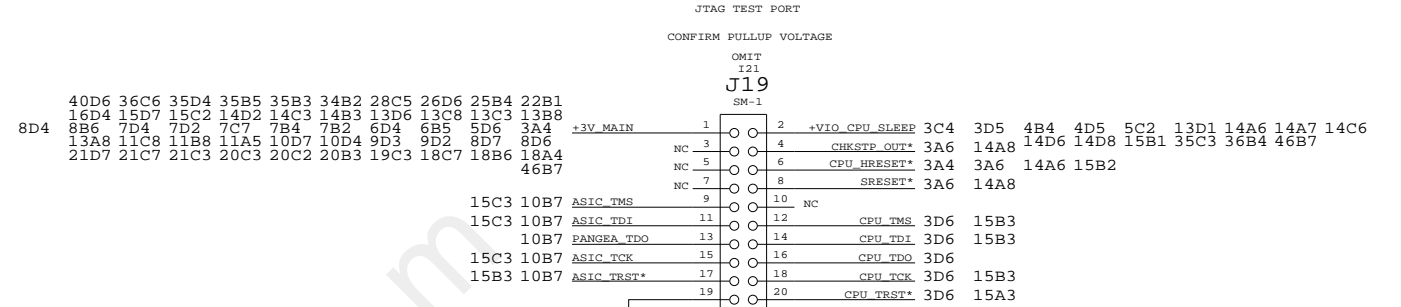 JTAG TEST PORT
CONFIRM PULLUP VOLTAGE
OMIT
I21
J19
SM-1
40D6 36C6 35D4 35B5 35B3 34B2 28C5 26D6 25B4 22B1
16D4 15D7 15C2 14D2 14C3 14B3 13D6 13C8 13C3 13B8
8D4 8B6 7D4 7D2 7C7 7B4 7B2 6D4 6B5 5D6 3A4 +3V_MAIN 1 2 +VIO_CPU_SLEEP 3C4 3D5 4B4 4D5 5C2 13D1 14A6 14A7 14C6
13A8 11C8 11B8 11A5 10D7 10D4 9D3 9D2 8D7 8D6
14D6 14D8 15B1 35C3 36B4 46B7
21D7 21C7 21C3 20C3 20C2 20B3 19C3 18C7 18B6 18A4
46B7
NC 3 4 CHKSTP_OUT* 3A6 14A8
NC 5 6 CPU_HRESET* 3A4 3A6 14A6 15B2
NC 7 8 SRESET* 3A6 14A8
15C3 10B7 ASIC_TMS 9 10 NC
15C3 10B7 ASIC_TDI 11 12 CPU_TMS 3D6 15B3
10B7 PANGEA_TDO 13 14 CPU_TDI 3D6 15B3
15C3 10B7 ASIC_TCK 15 16 CPU_TDO 3D6
15B3 10B7 ASIC_TRST* 17 18 CPU_TCK 3D6 15B3
19 20 CPU_TRST* 3D6 15A3
m